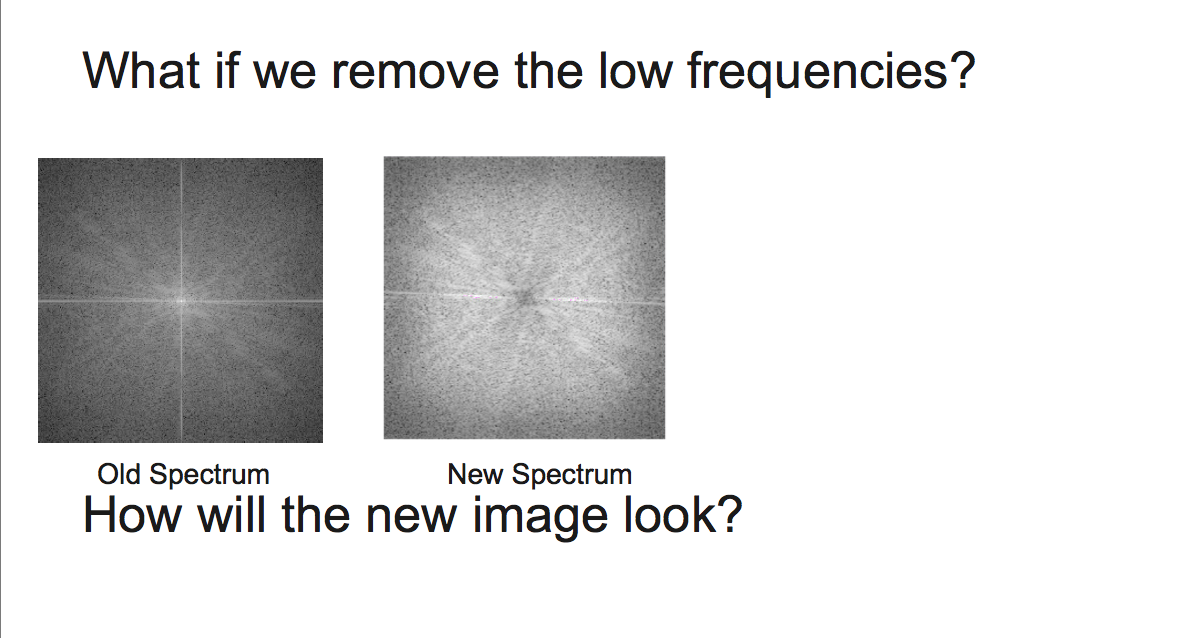 What if we remove the low frequencies?
Old Spectrum
New Spectrum
How will the new image look?